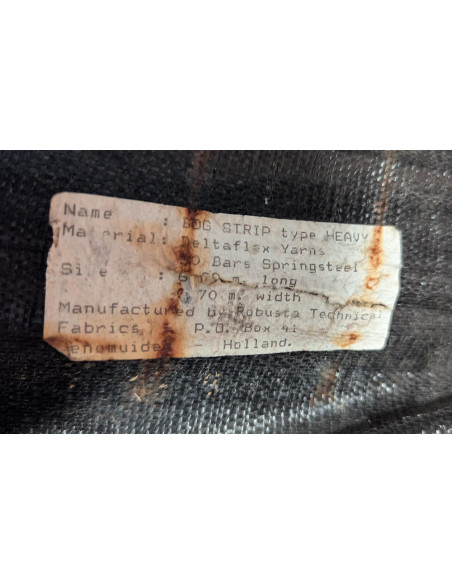 Name : BOG STRIP type HEAVY
Material: Deltaflex Yarns
Bars Springsteel
Size : long
70 m. width
Manufactured by Robusta Technical
Fabrics, P.O. Box 41
- Holland.